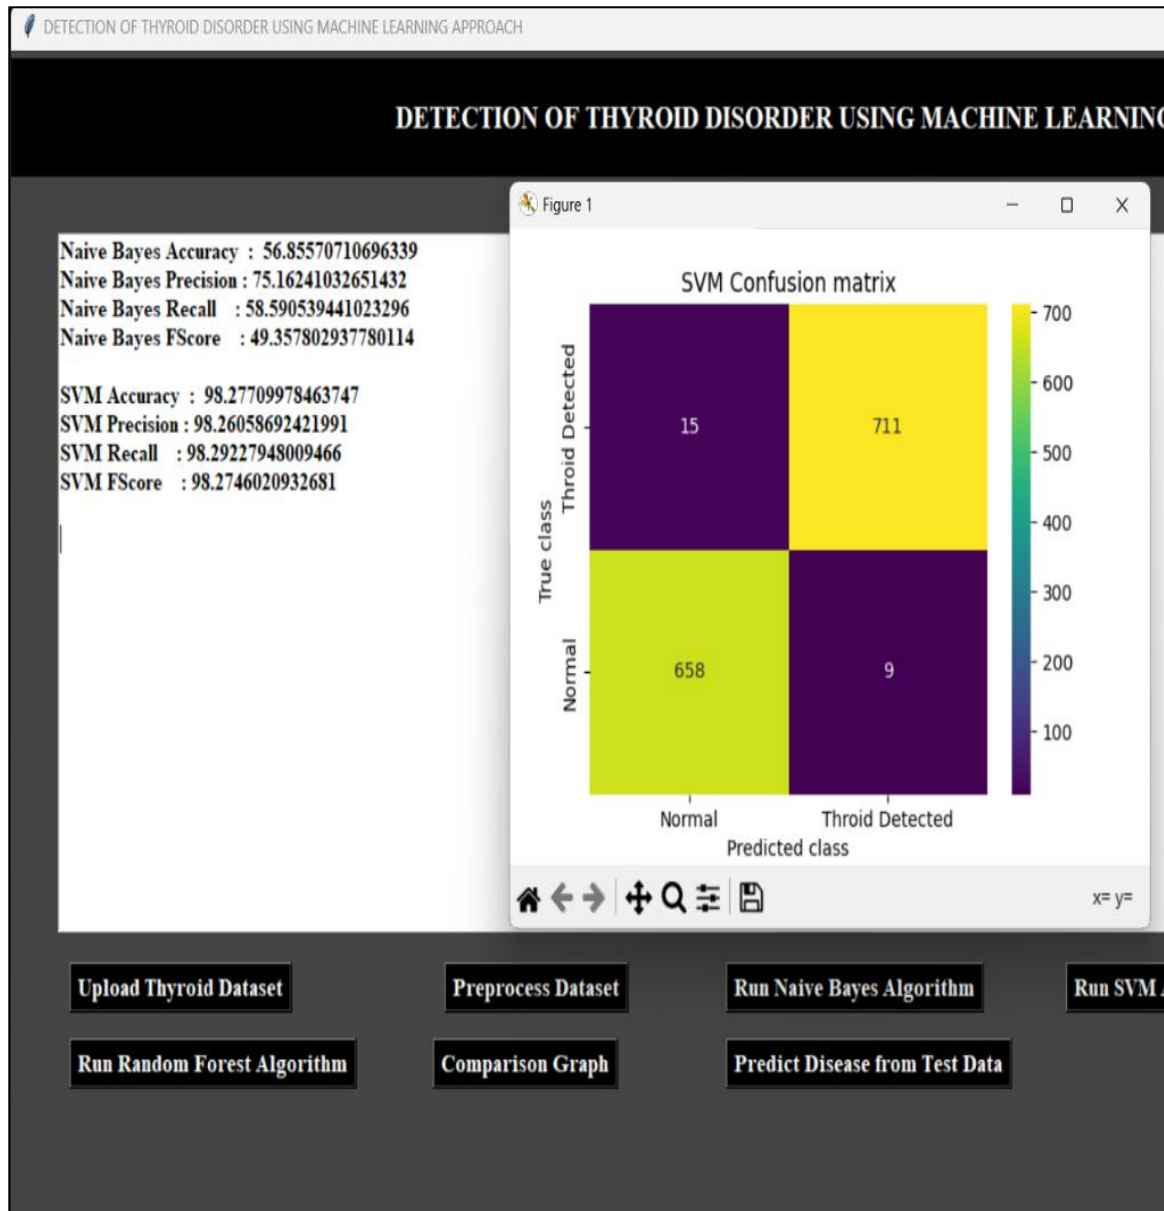 DETECTION OF THYROID DISORDER USING MACHINE LEARNING APPROACH
DETECTION OF THYROID DISORDER USING MACHINE LEARNING
Naive Bayes Accuracy : 56.85570710696339
Naive Bayes Precision : 75.16241032651432
Naive Bayes Recall : 58.590539441023296
Naive Bayes FScore : 49.357802937780114
SVM Accuracy : 98.27709978463747
SVM Precision : 98.26058692421991
SVM Recall : 98.29227948009466
SVM FScore : 98.2746020932681
Figure 1
SVM Confusion matrix
True class
Throid Detected
Normal
15
711
658
9
Normal
Throid Detected
Predicted class
700
600
500
400
300
200
100
x= y=
Upload Thyroid Dataset
Preprocess Dataset
Run Naive Bayes Algorithm
Run SVM A
Run Random Forest Algorithm
Comparison Graph
Predict Disease from Test Data